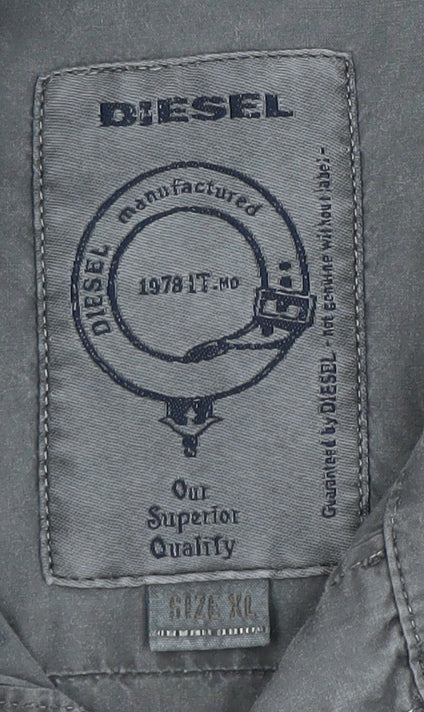 DIESEL
DIESEL manufactured
1978 IT-MO
Our
Superior
Quality
Guaranteed by DIESEL - not genuine without label -
SIZE XL